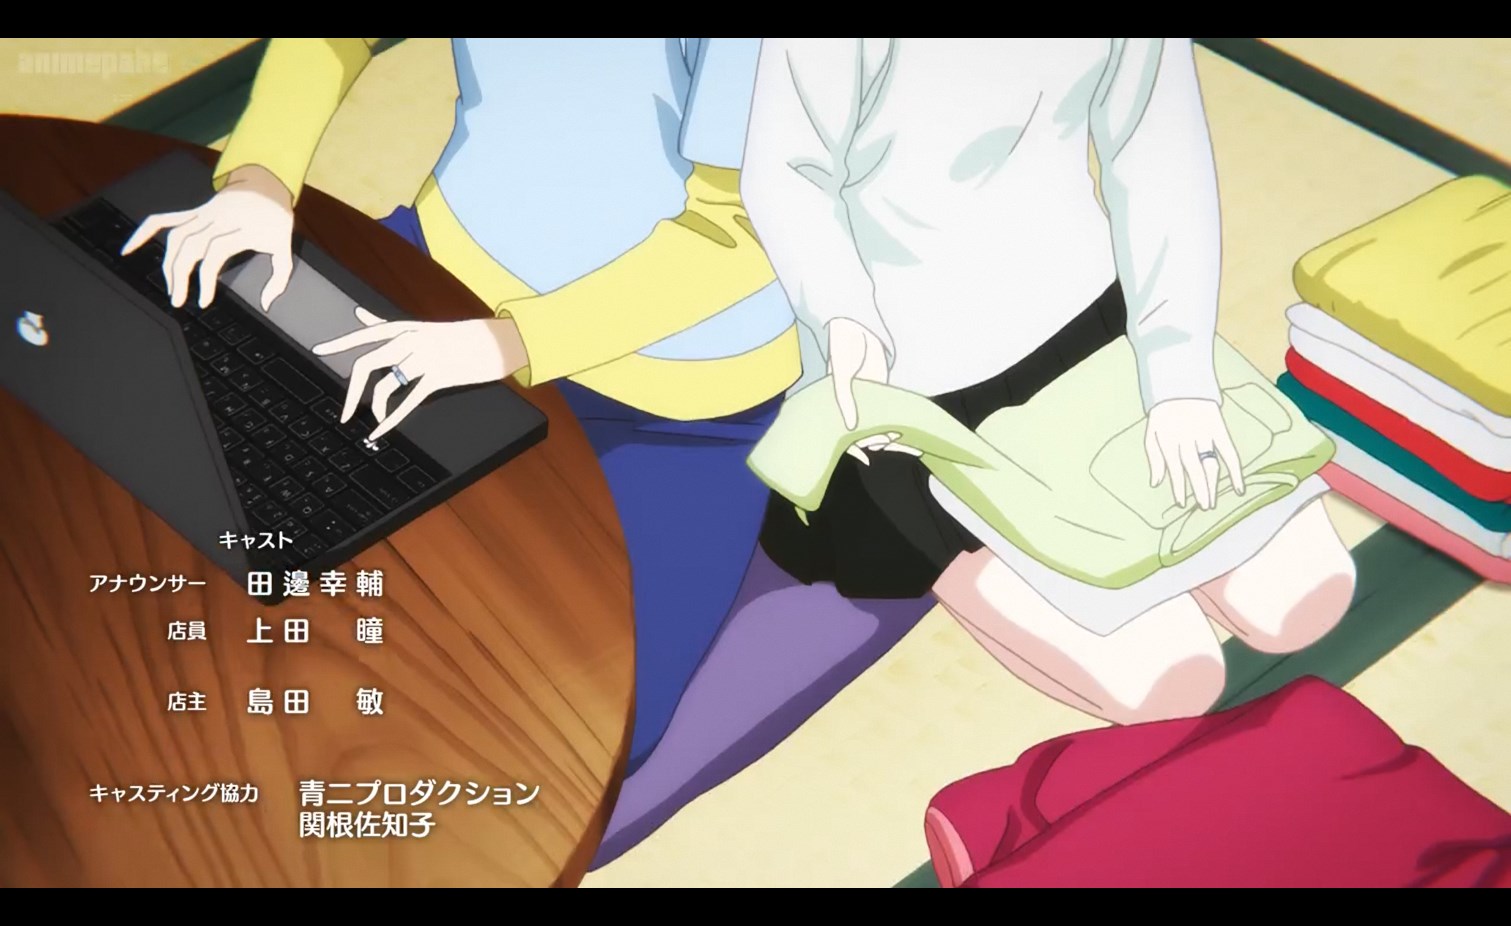 animepahe
キャスト
アナウンサー 田邊幸輔
店員 上田 瞳
店主 島田 敏
キャスティング協力 青二プロダクション
関根佐知子